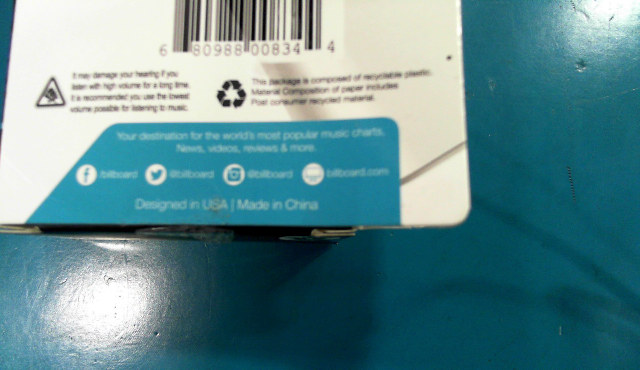 6 80988 00834 4
It may damage your hearing if you
listen with high volume for a long time.
It is recommended you use the lowest
volume possible for listening to music.
This package is composed of recyclable plastic.
Material Composition of paper includes
Post consumer recycled material.
Your destination for the world's most popular music charts.
News, videos, reviews & more.
/billboard @billboard @billboard billboard.com
Designed in USA | Made in China